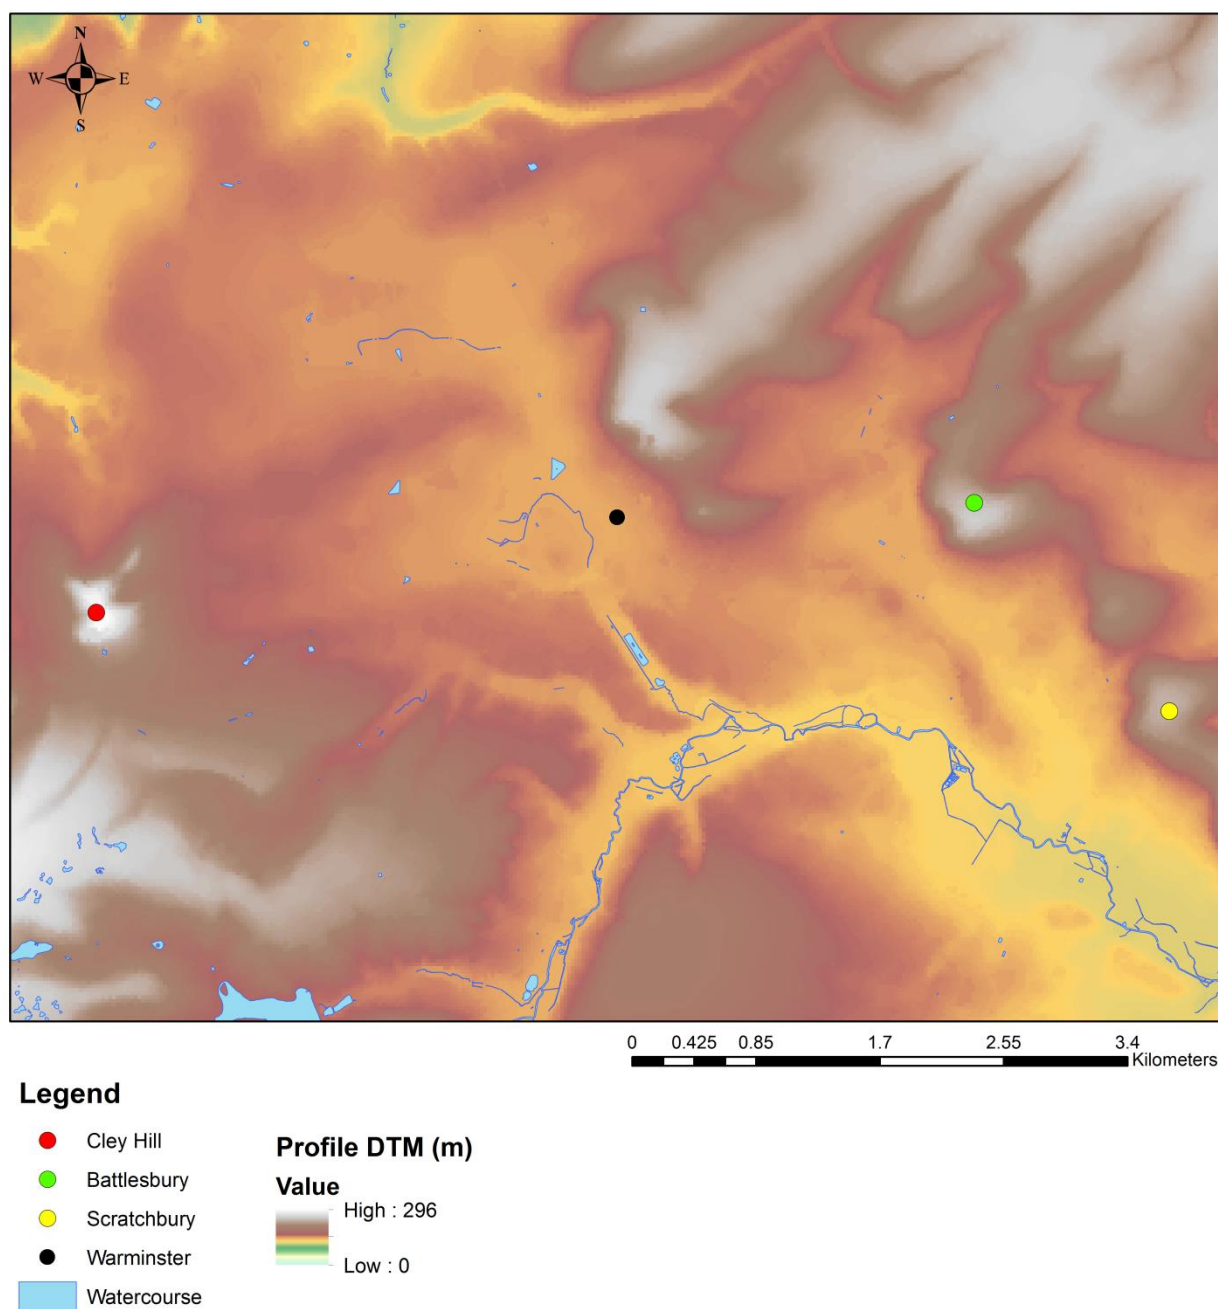 N
W E
S
0 0.425 0.85 1.7 2.55 3.4
Kilometers
Legend
Cley Hill
Battlesbury
Scratchbury
Warminster
Watercourse
Profile DTM (m)
Value
High : 296
Low : 0